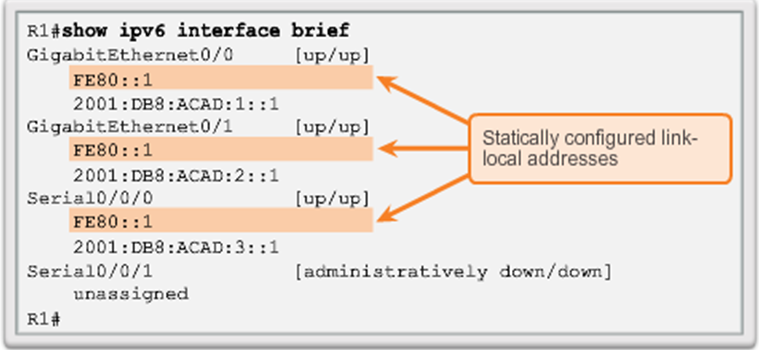 R1#show ipv6 interface brief
GigabitEthernet0/0 [up/up]
FE80::1
2001:DB8:ACAD:1::1
GigabitEthernet0/1 [up/up]
FE80::1
2001:DB8:ACAD:2::1
Serial0/0/0 [up/up]
FE80::1
2001:DB8:ACAD:3::1
Serial0/0/1 [administratively down/down]
unassigned
R1#
Statically configured link-
local addresses